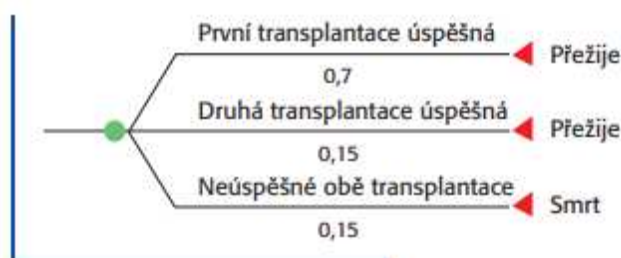 První transplantace úspěšná
Přežije
0,7
Druhá transplantace úspěšná
Přežije
0,15
Neúspěšné obě transplantace
Smrt
0,15